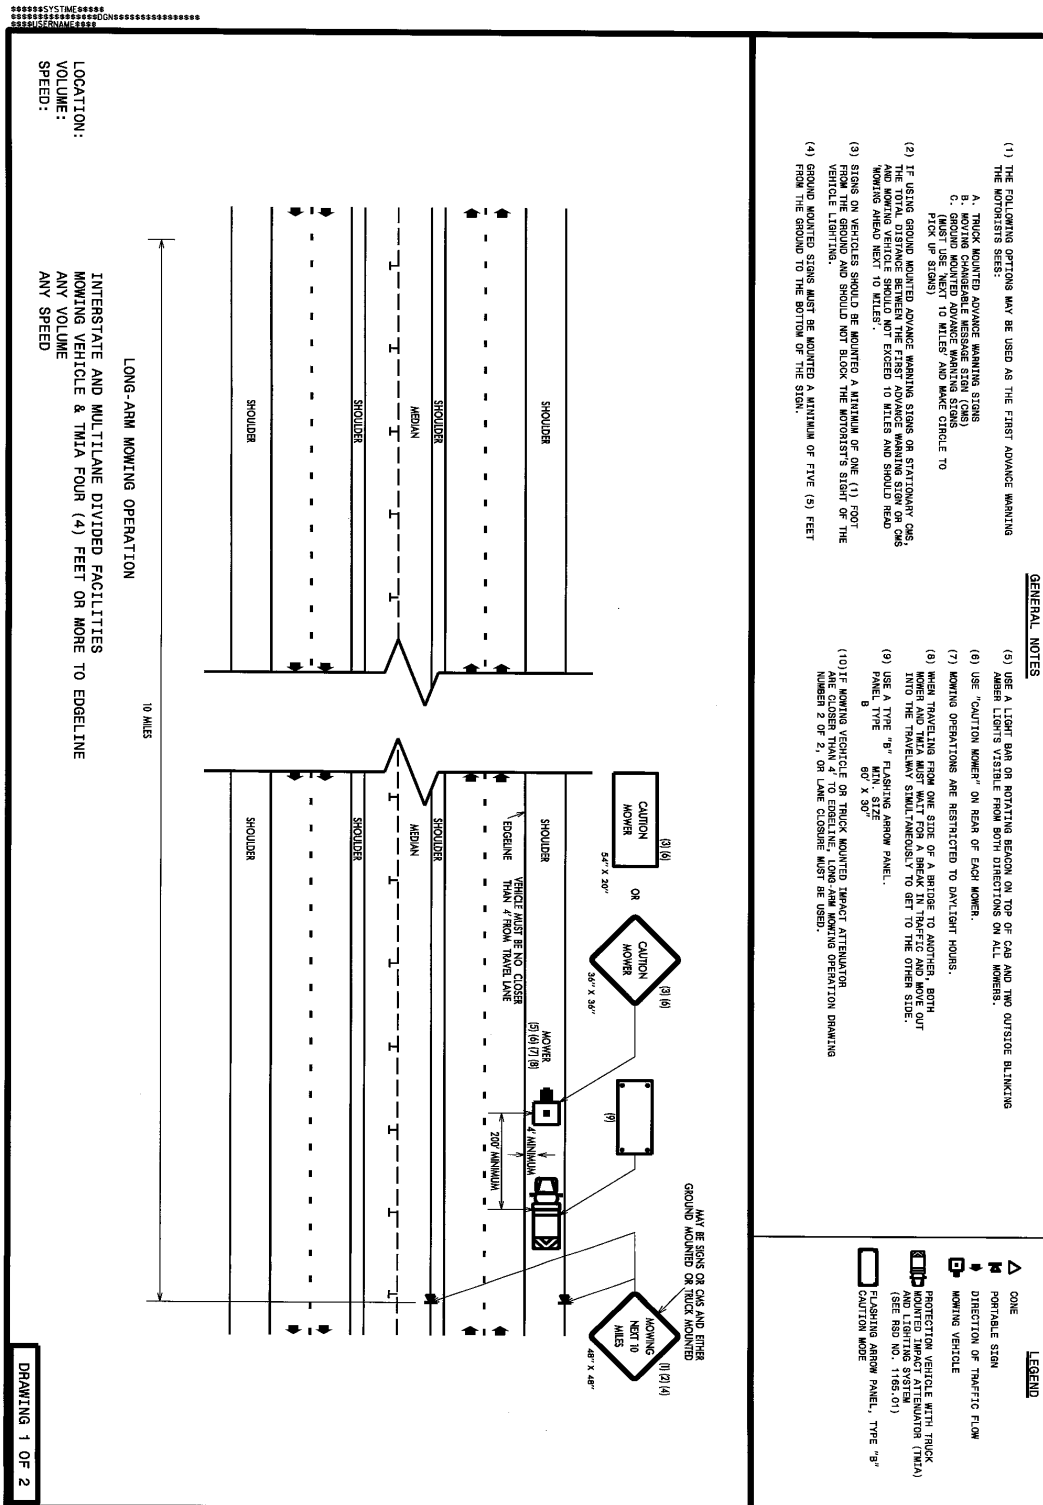 $$$$$$SYSTIME$$$$$
$$$$$$$$$$$$$$$DGN$$$$$$$$$$$$$$$
$$$$USERNAME$$$$
GENERAL NOTES
(1) THE FOLLOWING OPTIONS MAY BE USED AS THE FIRST ADVANCE WARNING
THE MOTORISTS SEES:
A. TRUCK MOUNTED ADVANCE WARNING SIGNS
B. MOVING CHANGEABLE MESSAGE SIGN (CMS)
C. GROUND MOUNTED ADVANCE WARNING SIGNS
(MUST USE 'NEXT 10 MILES' AND MAKE CIRCLE TO
PICK UP SIGNS)
(2) IF USING GROUND MOUNTED ADVANCE WARNING SIGNS OR STATIONARY CMS,
THE TOTAL DISTANCE BETWEEN THE FIRST ADVANCE WARNING SIGN OR CMS
AND MOWING VEHICLE SHOULD NOT EXCEED 10 MILES AND SHOULD READ
'MOWING AHEAD NEXT 10 MILES'.
(3) SIGNS ON VEHICLES SHOULD BE MOUNTED A MINIMUM OF ONE (1) FOOT
FROM THE GROUND AND SHOULD NOT BLOCK THE MOTORIST'S SIGHT OF THE
VEHICLE LIGHTING.
(4) GROUND MOUNTED SIGNS MUST BE MOUNTED A MINIMUM OF FIVE (5) FEET
FROM THE GROUND TO THE BOTTOM OF THE SIGN.
(5) USE A LIGHT BAR OR ROTATING BEACON ON TOP OF CAB AND TWO OUTSIDE BLINKING
AMBER LIGHTS VISIBLE FROM BOTH DIRECTIONS ON ALL MOWERS.
(6) USE "CAUTION MOWER" ON REAR OF EACH MOWER.
(7) MOWING OPERATIONS ARE RESTRICTED TO DAYLIGHT HOURS.
(8) WHEN TRAVELING FROM ONE SIDE OF A BRIDGE TO ANOTHER, BOTH
MOWER AND TMIA MUST WAIT FOR A BREAK IN TRAFFIC AND MOVE OUT
INTO THE TRAVELWAY SIMULTANEOUSLY TO GET TO THE OTHER SIDE.
(9) USE A TYPE "B" FLASHING ARROW PANEL.
PANEL TYPE MIN. SIZE
B 60" X 30"
(10)IF MOWING VECHICLE OR TRUCK MOUNTED IMPACT ATTENUATOR
ARE CLOSER THAN 4' TO EDGELINE, LONG-ARM MOWING OPERATION DRAWING
NUMBER 2 OF 2, OR LANE CLOSURE MUST BE USED.
LEGEND
CONE
PORTABLE SIGN
DIRECTION OF TRAFFIC FLOW
MOWING VEHICLE
PROTECTION VEHICLE WITH TRUCK
MOUNTED IMPACT ATTENUATOR (TMIA)
AND LIGHTING SYSTEM
(SEE RSD NO. 1165.01)
FLASHING ARROW PANEL, TYPE "B"
CAUTION MODE
CAUTION
MOWER
(3) (6)
54" X 20"
OR
CAUTION
MOWER
(3) (6)
36" X 36"
(9)
MAY BE SIGNS OR CMS AND EITHER
GROUND MOUNTED OR TRUCK MOUNTED
MOWING
NEXT 10
MILES
(1) (2) (4)
48" X 48"
SHOULDER
SHOULDER
EDGELINE
VEHICLE MUST BE NO CLOSER
THAN 4' FROM TRAVEL LANE
MOWER
(5) (6) (7) (8)
4' MINIMUM
200' MINIMUM
SHOULDER
SHOULDER
MEDIAN
MEDIAN
SHOULDER
SHOULDER
SHOULDER
SHOULDER
10 MILES
LONG-ARM MOWING OPERATION
LOCATION: INTERSTATE AND MULTILANE DIVIDED FACILITIES
MOWING VEHICLE & TMIA FOUR (4) FEET OR MORE TO EDGELINE
VOLUME: ANY VOLUME
SPEED: ANY SPEED
DRAWING 1 OF 2